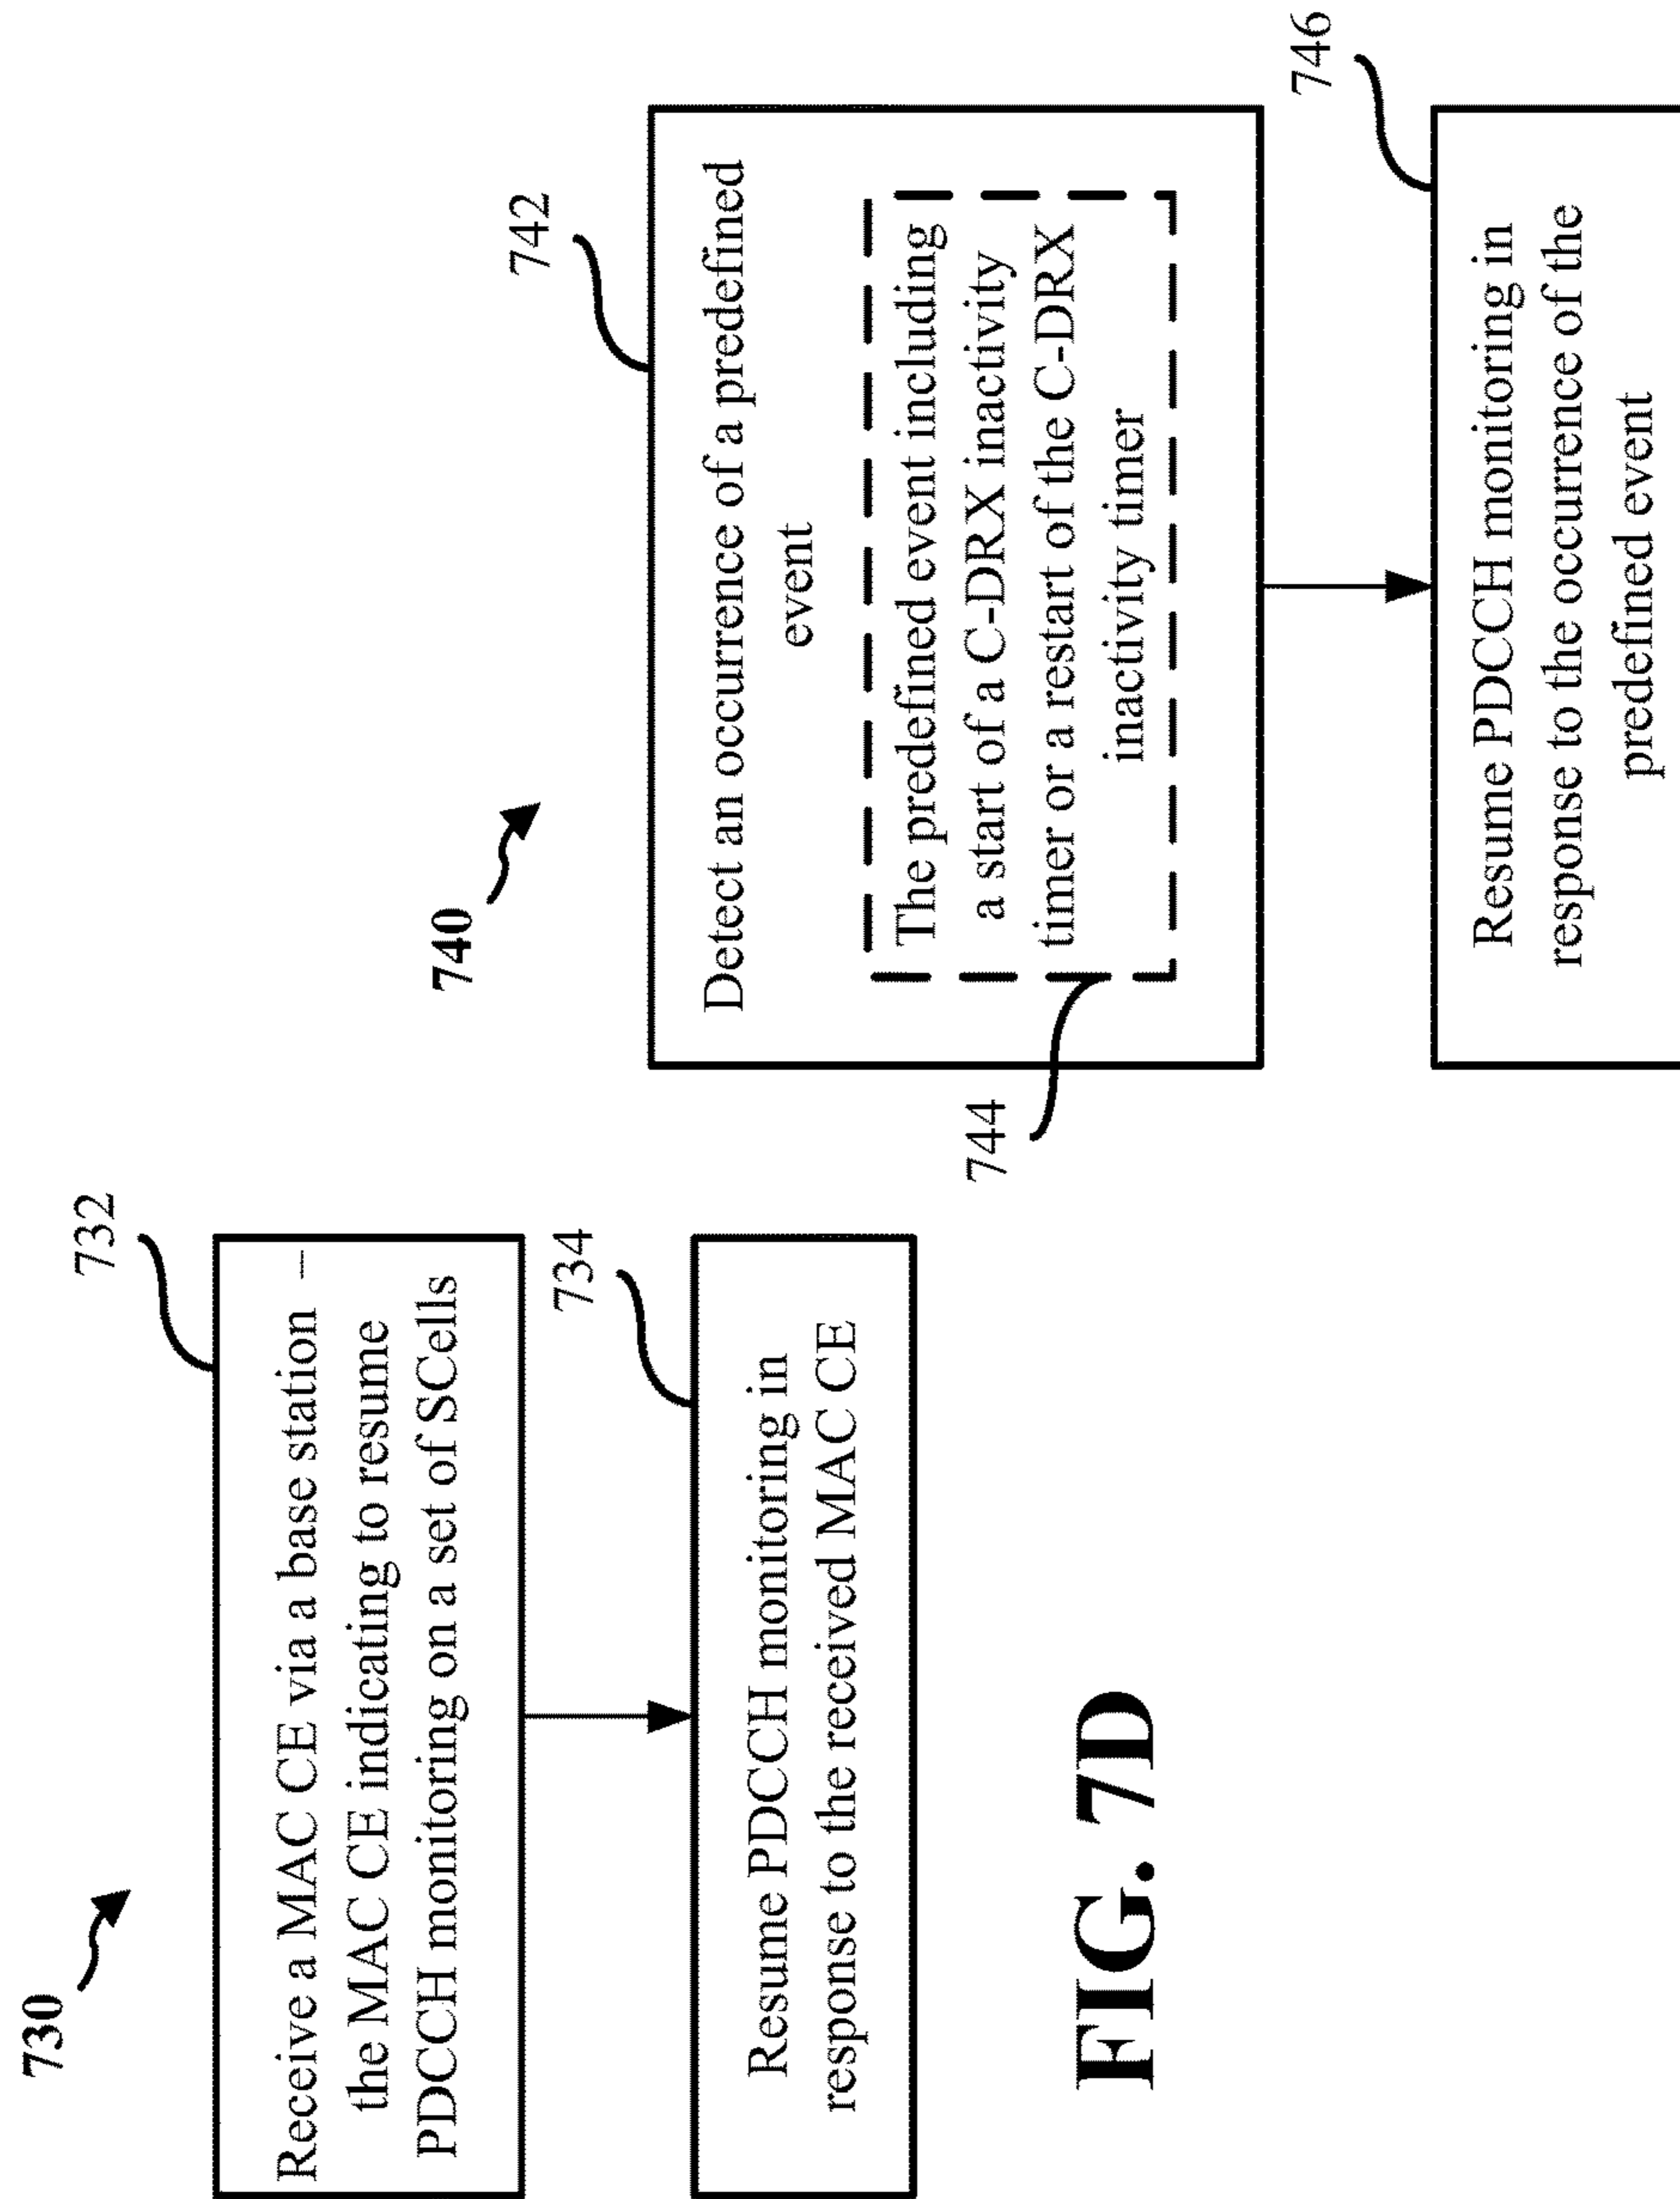 730
732
Receive a MAC CE via a base station –
the MAC CE indicating to resume
PDCCH monitoring on a set of SCells
734
Resume PDCCH monitoring in
response to the received MAC CE
FIG. 7D
740
742
Detect an occurrence of a predefined
event
744
The predefined event including
a start of a C-DRX inactivity
timer or a restart of the C-DRX
inactivity timer
746
Resume PDCCH monitoring in
response to the occurrence of the
predefined event